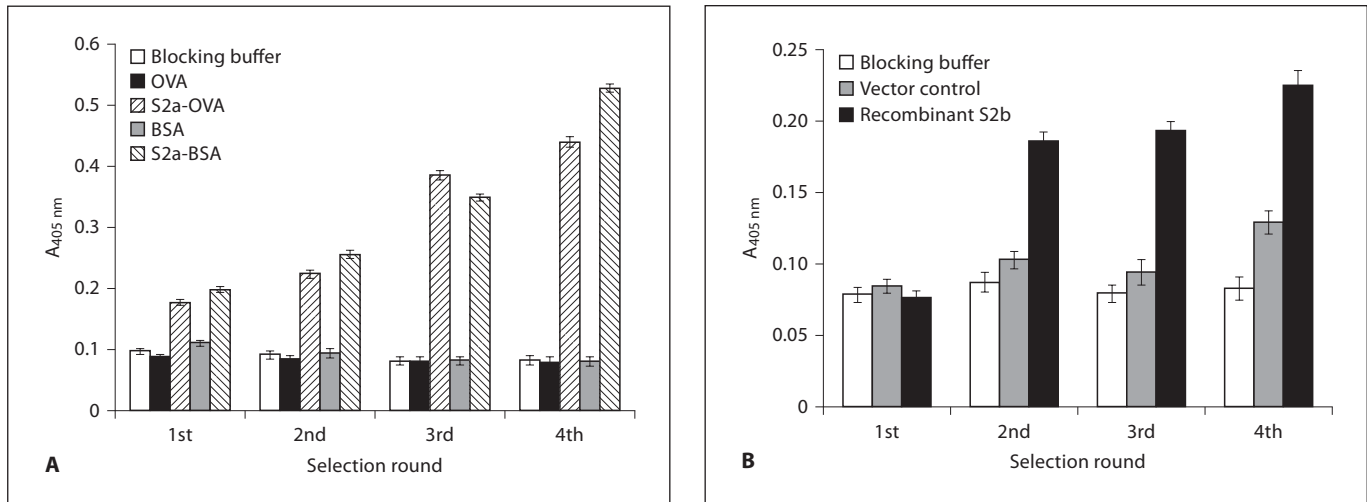 0.6
0.5
0.4
0.3
0.2
0.1
0
A405 nm
Blocking buffer
OVA
S2a-OVA
BSA
S2a-BSA
1st 2nd 3rd 4th
Selection round
A
0.25
0.20
0.15
0.10
0.05
0
A405 nm
Blocking buffer
Vector control
Recombinant S2b
1st 2nd 3rd 4th
Selection round
B